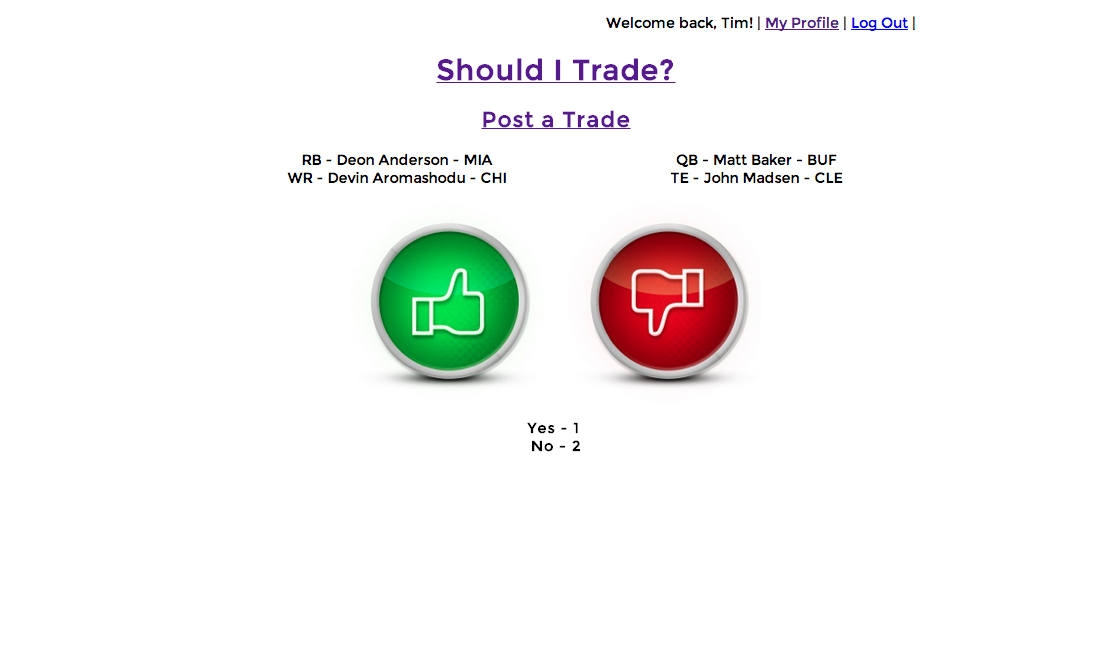 Welcome back, Tim! | My Profile | Log Out |
Should I Trade?
Post a Trade
RB - Deon Anderson - MIA
WR - Devin Aromashodu - CHI
QB - Matt Baker - BUF
TE - John Madsen - CLE
Yes - 1
No - 2